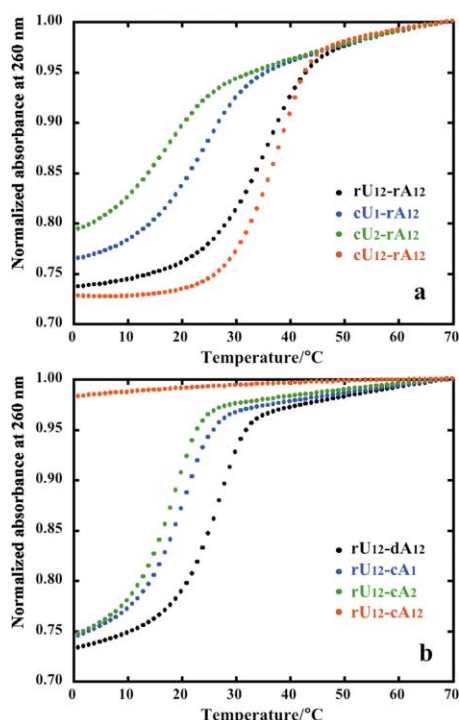 1.00
0.95
0.90
0.85
0.80
0.75
0.70
Normalized absorbance at 260 nm
rU12-rA12
cU1-rA12
cU2-rA12
cU12-rA12
a
0 10 20 30 40 50 60 70
Temperature/°C
1.00
0.95
0.90
0.85
0.80
0.75
0.70
Normalized absorbance at 260 nm
rU12-dA12
rU12-cA1
rU12-cA2
rU12-cA12
b
0 10 20 30 40 50 60 70
Temperature/°C